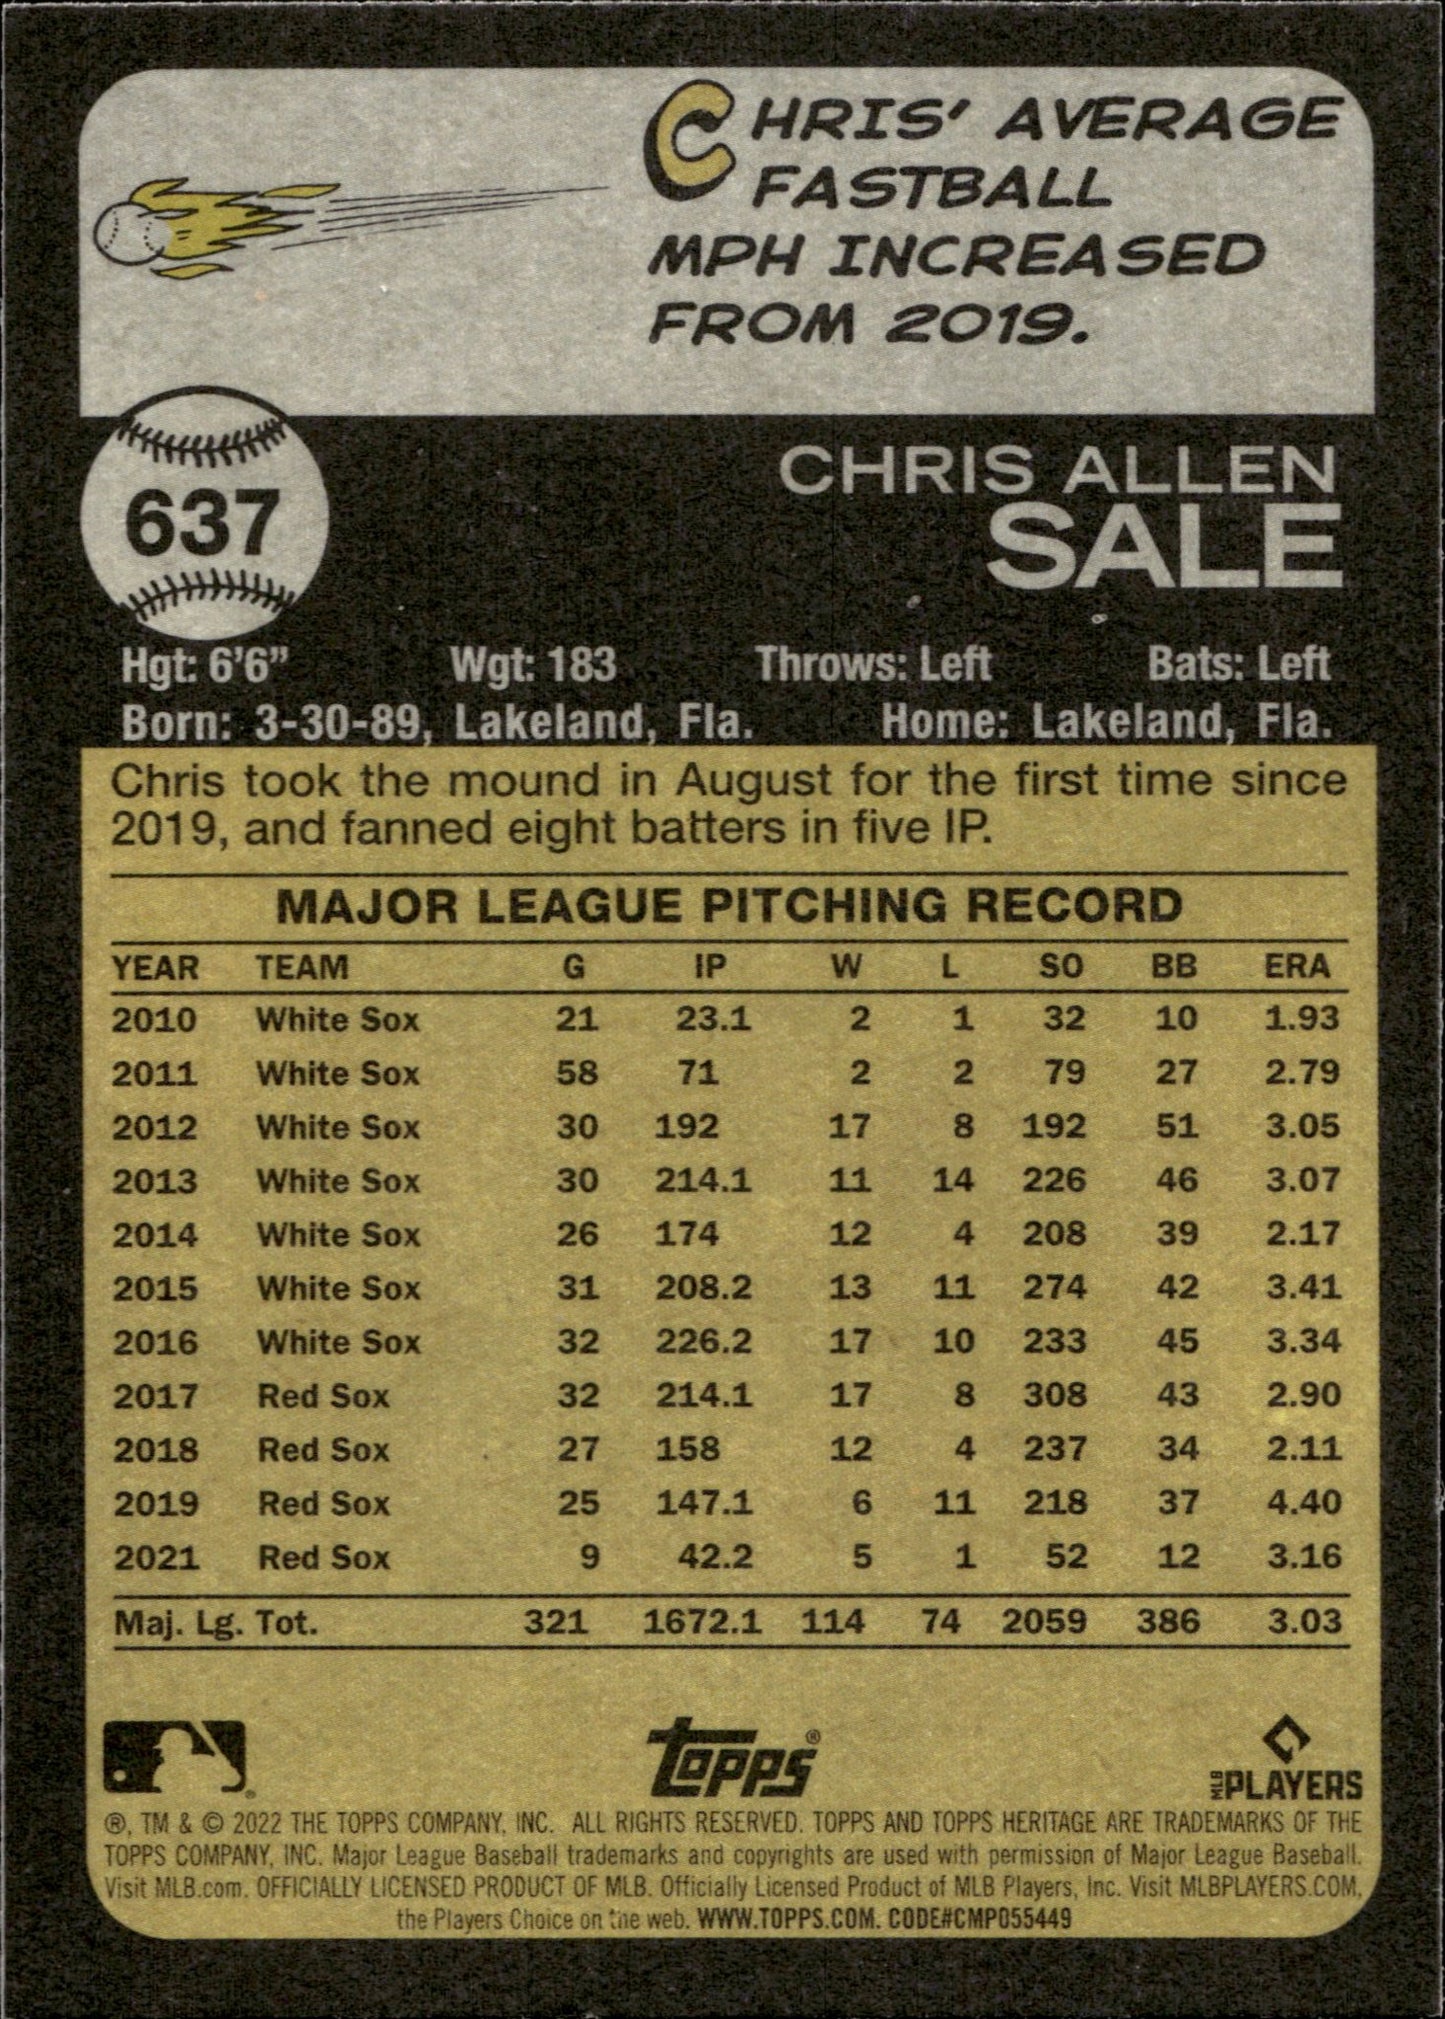 CHRIS' AVERAGE
FASTBALL
MPH INCREASED
FROM 2019.
637
CHRIS ALLEN
SALE
Hgt: 6'6" Wgt: 183 Throws: Left Bats: Left
Born: 3-30-89, Lakeland, Fla. Home: Lakeland, Fla.
Chris took the mound in August for the first time since
2019, and fanned eight batters in five IP.
MAJOR LEAGUE PITCHING RECORD
YEAR TEAM G IP W L SO BB ERA
2010 White Sox 21 23.1 2 1 32 10 1.93
2011 White Sox 58 71 2 2 79 27 2.79
2012 White Sox 30 192 17 8 192 51 3.05
2013 White Sox 30 214.1 11 14 226 46 3.07
2014 White Sox 26 174 12 4 208 39 2.17
2015 White Sox 31 208.2 13 11 274 42 3.41
2016 White Sox 32 226.2 17 10 233 45 3.34
2017 Red Sox 32 214.1 17 8 308 43 2.90
2018 Red Sox 27 158 12 4 237 34 2.11
2019 Red Sox 25 147.1 6 11 218 37 4.40
2021 Red Sox 9 42.2 5 1 52 12 3.16
Maj. Lg. Tot. 321 1672.1 114 74 2059 386 3.03
topps® MLB PLAYERS
®, TM & © 2022 THE TOPPS COMPANY, INC. ALL RIGHTS RESERVED. TOPPS AND TOPPS HERITAGE ARE TRADEMARKS OF THE
TOPPS COMPANY, INC. Major League Baseball trademarks and copyrights are used with permission of Major League Baseball.
Visit MLB.com. OFFICIALLY LICENSED PRODUCT OF MLB. Officially Licensed Product of MLB Players, Inc. Visit MLBPLAYERS.COM,
the Players Choice on the web. WWW.TOPPS.COM. CODE#CMP055449